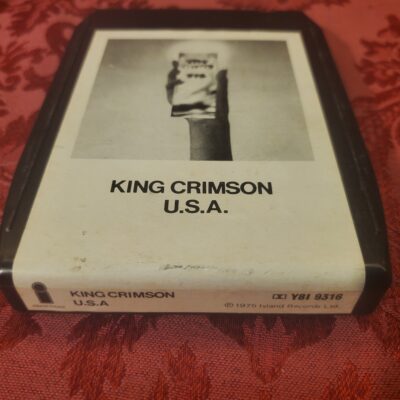 KING CRIMSON
U.S.A.
KING CRIMSON
U.S.A
Y8I 9316
℗1975 Island Records Ltd.